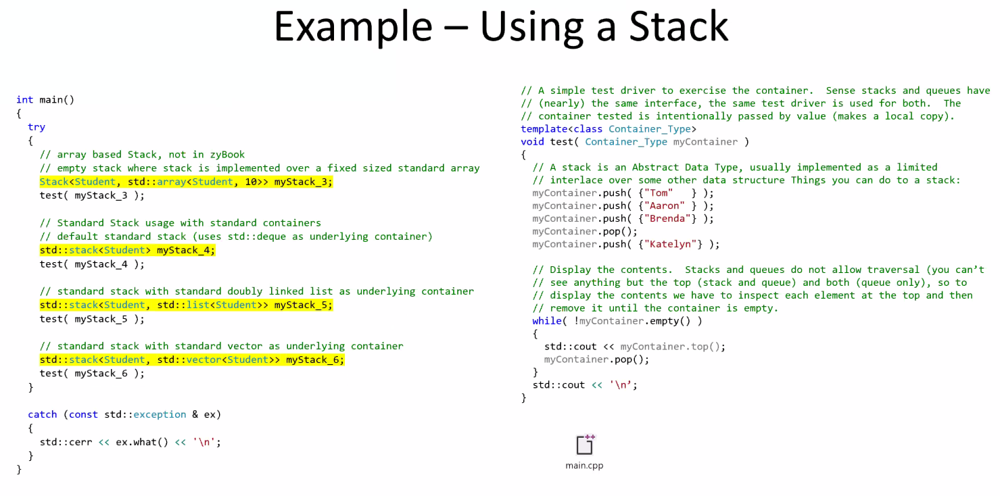 Example – Using a Stack
int main()
{
try
{
// array based Stack, not in zyBook
// empty stack where stack is implemented over a fixed sized standard array
Stack<Student, std::array<Student, 10>> myStack_3;
test( myStack_3 );
// Standard Stack usage with standard containers
// default standard stack (uses std::deque as underlying container)
std::stack<Student> myStack_4;
test( myStack_4 );
// standard stack with standard doubly linked list as underlying container
std::stack<Student, std::list<Student>> myStack_5;
test( myStack_5 );
// standard stack with standard vector as underlying container
std::stack<Student, std::vector<Student>> myStack_6;
test( myStack_6 );
}
catch (const std::exception & ex)
{
std::cerr << ex.what() << '\n';
}
}
// A simple test driver to exercise the container.  Sense stacks and queues have
// (nearly) the same interface, the same test driver is used for both.  The
// container tested is intentionally passed by value (makes a local copy).
template<class Container_Type>
void test( Container_Type myContainer )
{
// A stack is an Abstract Data Type, usually implemented as a limited
// interlace over some other data structure Things you can do to a stack:
myContainer.push( {"Tom"   } );
myContainer.push( {"Aaron" } );
myContainer.push( {"Brenda"} );
myContainer.pop();
myContainer.push( {"Katelyn"} );
// Display the contents.  Stacks and queues do not allow traversal (you can’t
// see anything but the top (stack and queue) and both (queue only), so to
// display the contents we have to inspect each element at the top and then
// remove it until the container is empty.
while( !myContainer.empty() )
{
std::cout << myContainer.top();
myContainer.pop();
}
std::cout << '\n’;
}
main.cpp